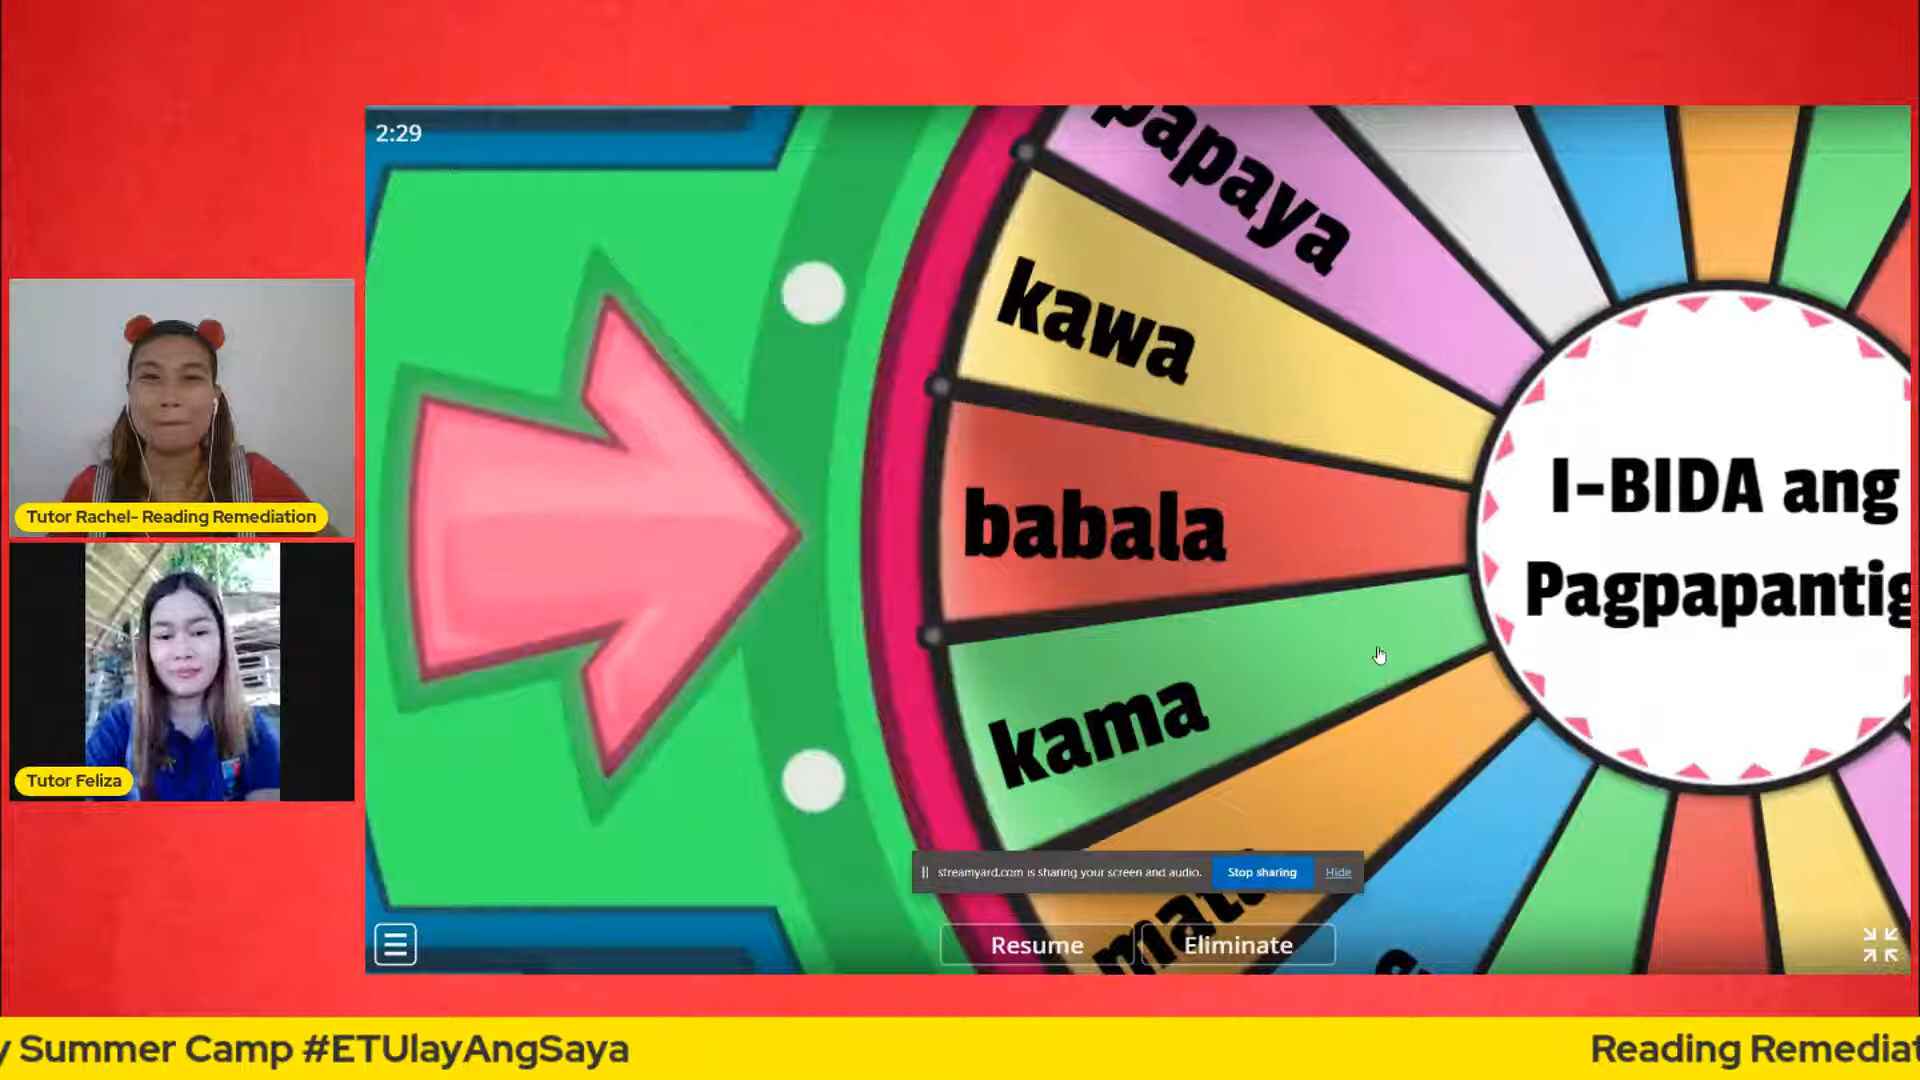 2:29
papaya
kawa
babala
kama
I-BIDA ang
Pagpapantig
Tutor Rachel- Reading Remediation
Tutor Feliza
streamyard.com is sharing your screen and audio.
Stop sharing
Hide
Resume
Eliminate
y Summer Camp #ETUlayAngSaya
Reading Remediat